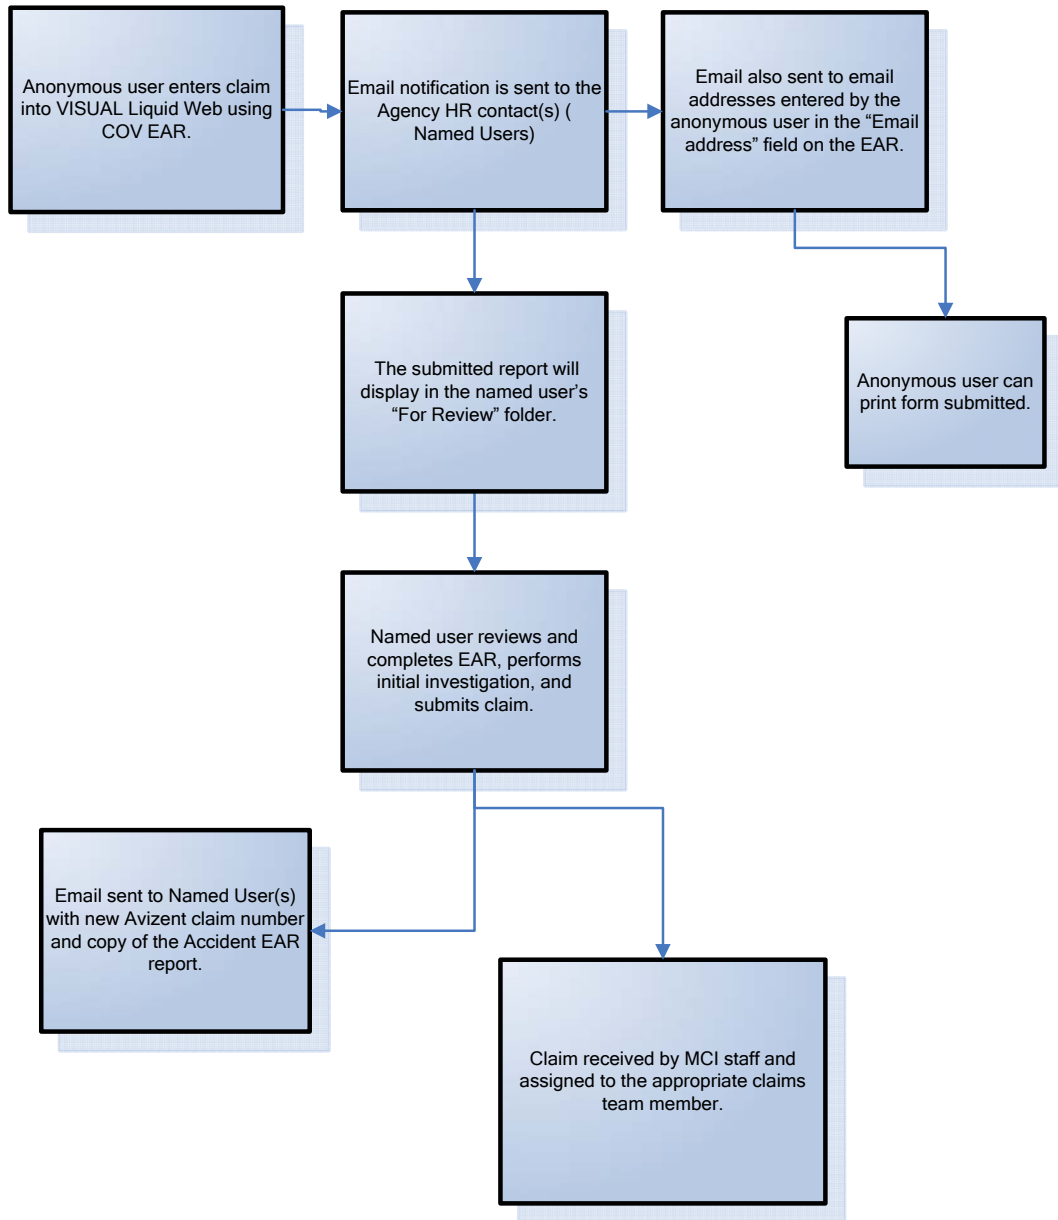 Anonymous user enters claim
into VISUAL Liquid Web using
COV EAR.
Email notification is sent to the
Agency HR contact(s) (
Named Users)
Email also sent to email
addresses entered by the
anonymous user in the “Email
address” field on the EAR.
The submitted report will
display in the named user’s
“For Review” folder.
Anonymous user can
print form submitted.
Named user reviews and
completes EAR, performs
initial investigation, and
submits claim.
Email sent to Named User(s)
with new Avizent claim number
and copy of the Accident EAR
report.
Claim received by MCI staff and
assigned to the appropriate claims
team member.